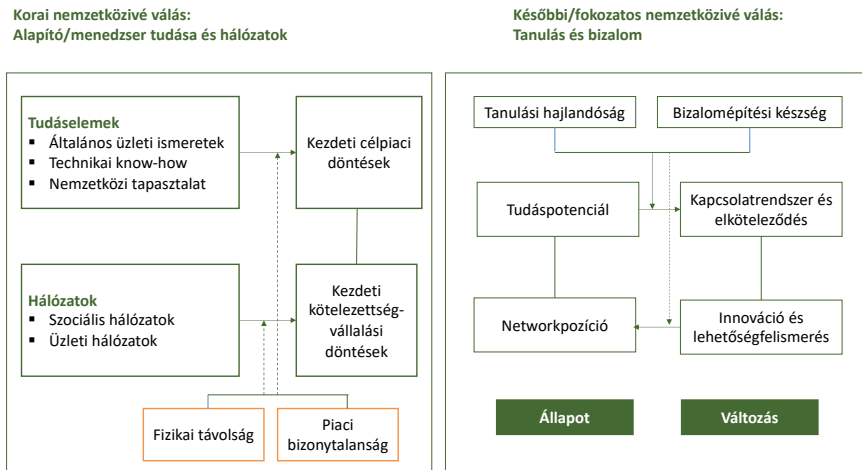 Korai nemzetközivé válás:
Alapító/menedzser tudása és hálózatok
Tudáselemek
▪ Általános üzleti ismeretek
▪ Technikai know-how
▪ Nemzetközi tapasztalat
Kezdeti célpiaci
döntések
Hálózatok
▪ Szociális hálózatok
▪ Üzleti hálózatok
Kezdeti
kötelezettség-
vállalási
döntések
Fizikai távolság
Piaci
bizonytalanság
Későbbi/fokozatos nemzetközivé válás:
Tanulás és bizalom
Tanulási hajlandóság
Bizalomépítési készség
Tudáspotenciál
Kapcsolatrendszer és
elköteleződés
Networkpozíció
Innováció és
lehetőségfelismerés
Állapot
Változás